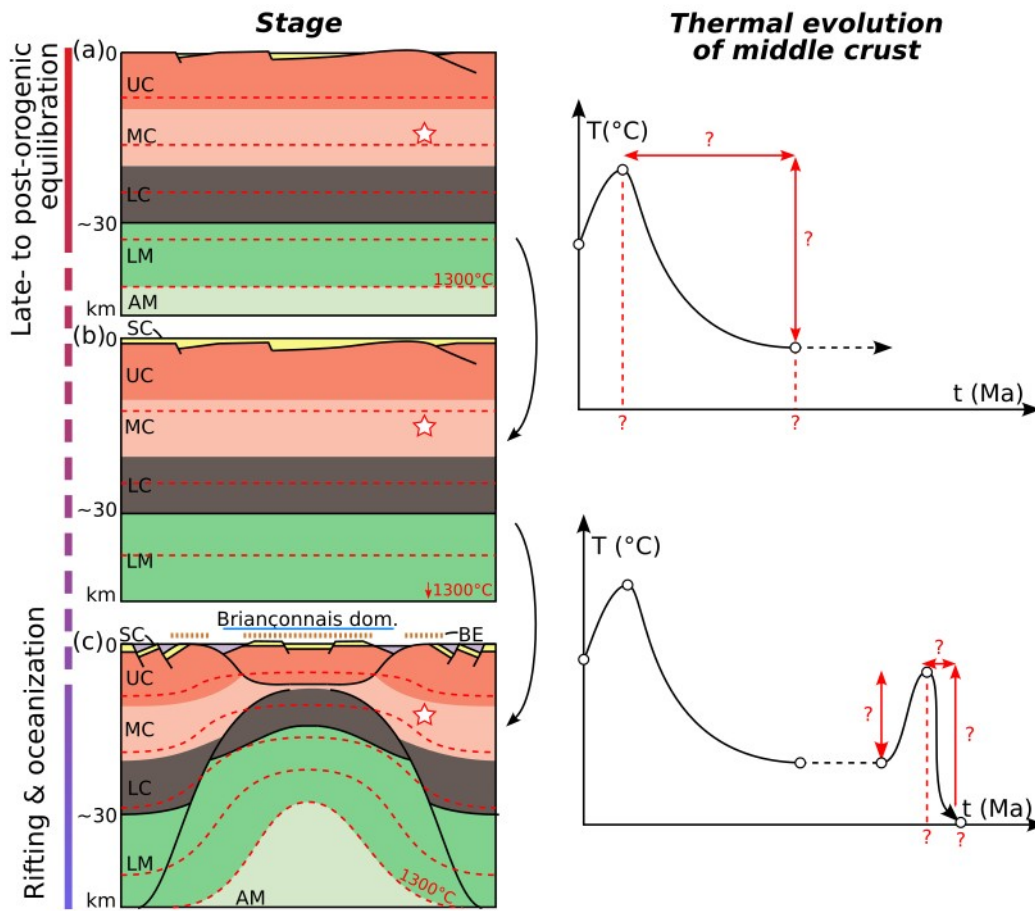 Stage
Thermal evolution
of middle crust
Late- to post-orogenic
equilibration
Rifting & oceanization
(a)
0
UC
MC
LC
~30
LM
1300°C
AM
km
SC
(b)
0
UC
MC
LC
~30
LM
km
1300°C
Briançonnais dom.
SC
BE
(c)
0
UC
MC
LC
~30
LM
km
AM
1300°C
T(°C)
?
?
t (Ma)
?
?
T (°C)
?
?
?
t (Ma)
?
?